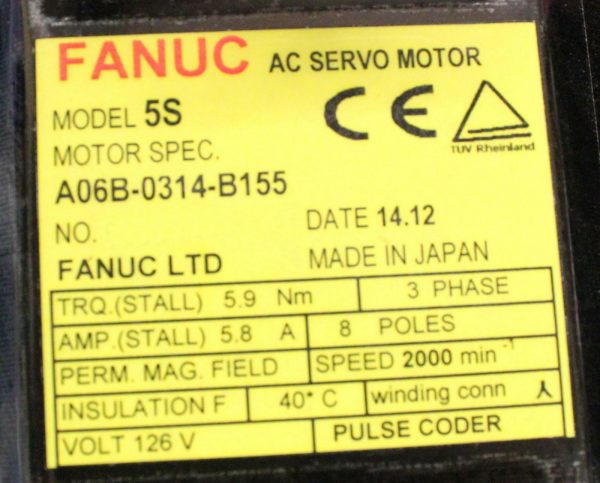 FANUC AC SERVO MOTOR
MODEL 5S
MOTOR SPEC.
A06B-0314-B155
CE
TUV Rheinland
NO. DATE 14.12
FANUC LTD MADE IN JAPAN
TRQ.(STALL) 5.9 Nm 3 PHASE
AMP.(STALL) 5.8 A 8 POLES
PERM. MAG. FIELD SPEED 2000 min⁻¹
INSULATION F 40° C winding conn
VOLT 126 V PULSE CODER